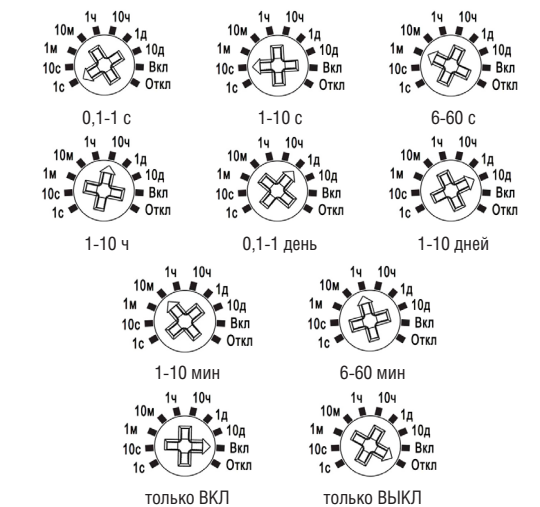 1ч 10ч
10м 1д
1м 10д
10с Вкл
1с Откл
0,1-1 с
1ч 10ч
10м 1д
1м 10д
10с Вкл
1с Откл
1-10 с
1ч 10ч
10м 1д
1м 10д
10с Вкл
1с Откл
6-60 с
1ч 10ч
10м 1д
1м 10д
10с Вкл
1с Откл
1-10 ч
1ч 10ч
10м 1д
1м 10д
10с Вкл
1с Откл
0,1-1 день
1ч 10ч
10м 1д
1м 10д
10с Вкл
1с Откл
1-10 дней
1ч 10ч
10м 1д
1м 10д
10с Вкл
1с Откл
1-10 мин
1ч 10ч
10м 1д
1м 10д
10с Вкл
1с Откл
6-60 мин
1ч 10ч
10м 1д
1м 10д
10с Вкл
1с Откл
только ВКЛ
1ч 10ч
10м 1д
1м 10д
10с Вкл
1с Откл
только ВЫКЛ